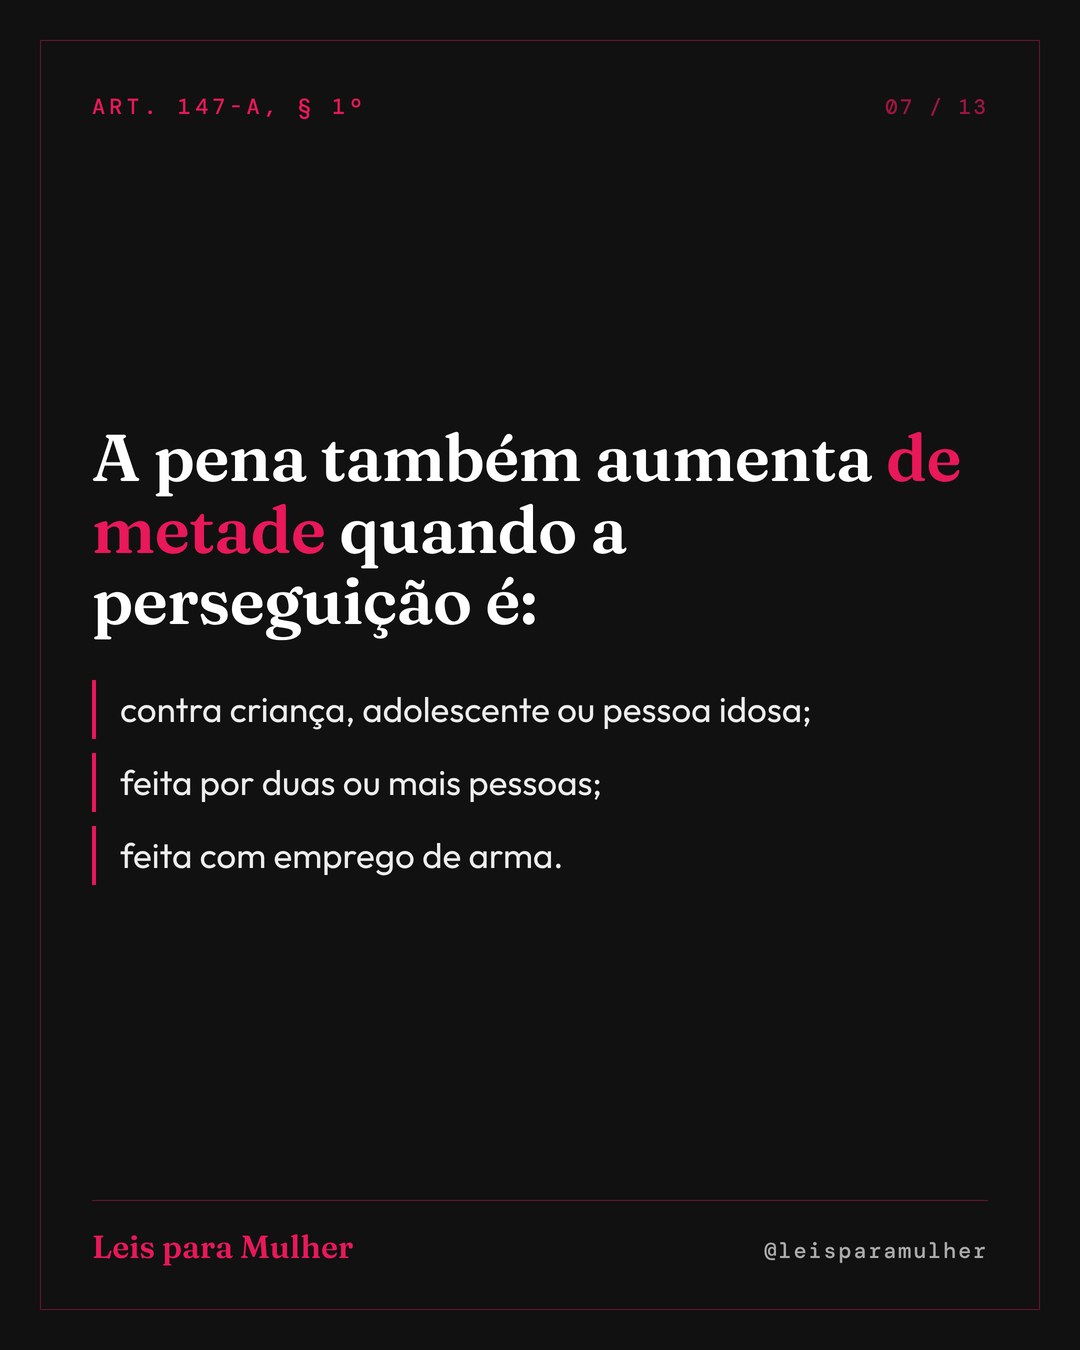 ART. 147-A, § 1º
07 / 13
A pena também aumenta de
metade quando a
perseguição é:
contra criança, adolescente ou pessoa idosa;
feita por duas ou mais pessoas;
feita com emprego de arma.
Leis para Mulher
@leisparamulher